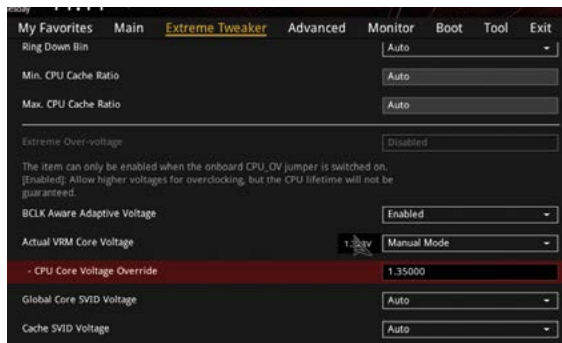 My Favorites Main Extreme Tweaker Advanced Monitor Boot Tool Exit
Ring Down Bin Auto
Min. CPU Cache Ratio Auto
Max. CPU Cache Ratio Auto
Extreme Over-voltage Disabled
The item can only be enabled when the onboard CPU_OV jumper is switched on.
[Enabled]: Allow higher voltages for overclocking, but the CPU lifetime will not be
guaranteed.
BCLK Aware Adaptive Voltage Enabled
Actual VRM Core Voltage Manual Mode
- CPU Core Voltage Override 1.35000
Global Core SVID Voltage Auto
Cache SVID Voltage Auto